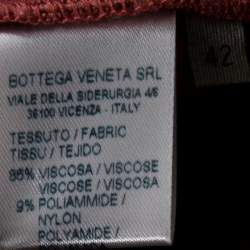 BOTTEGA VENETA SRL
VIALE DELLA SIDERURGIA 4/6
36100 VICENZA - ITALY
TESSUTO / FABRIC
TISSU / TEJIDO
85% VISCOSA / VISCOSE
VISCOSE / VISCOSA
9% POLIAMMIDE /
NYLON
POLYAMIDE /
42